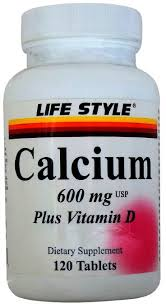 LIFE STYLE®
Calcium
600 mg USP
Plus Vitamin D
Dietary Supplement
120 Tablets